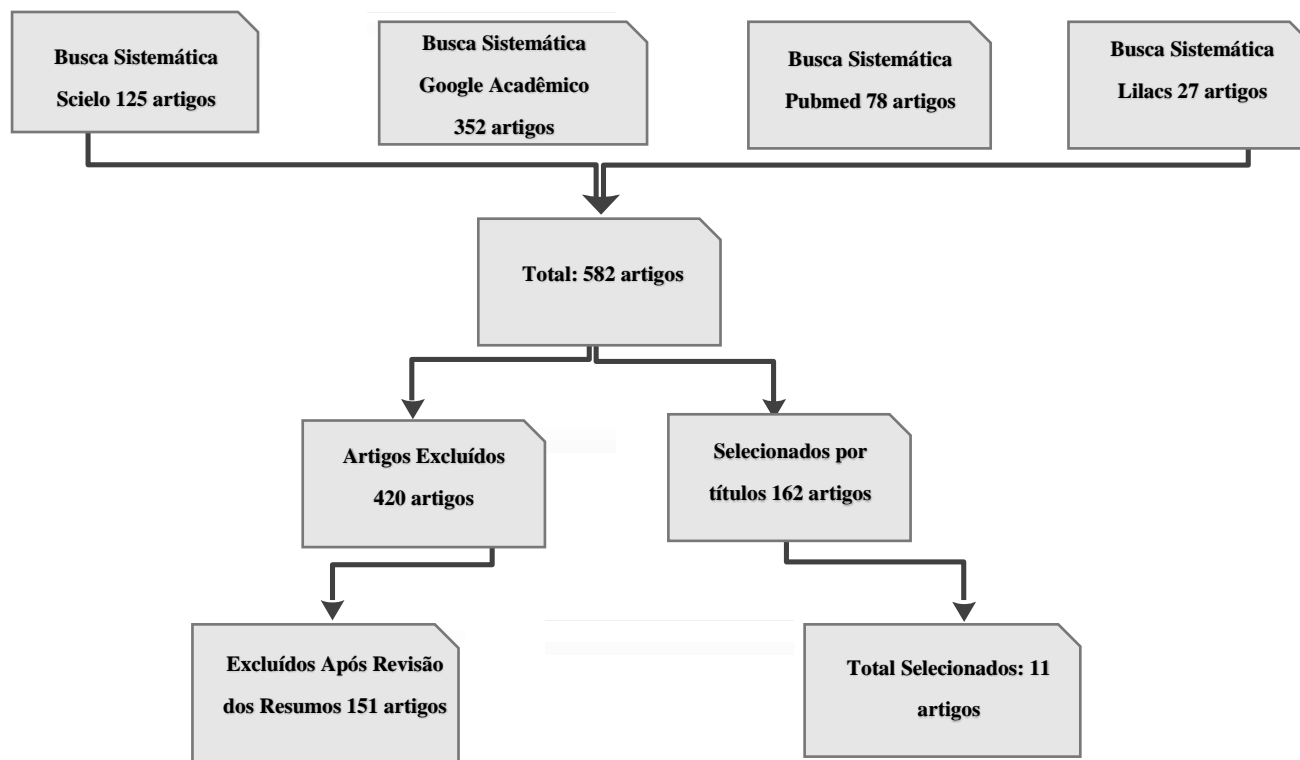 Busca Sistemática
Scielo 125 artigos
Busca Sistemática
Google Acadêmico
352 artigos
Busca Sistemática
Pubmed 78 artigos
Busca Sistemática
Lilacs 27 artigos
Total: 582 artigos
Artigos Excluídos
420 artigos
Selecionados por
títulos 162 artigos
Excluídos Após Revisão
dos Resumos 151 artigos
Total Selecionados: 11
artigos